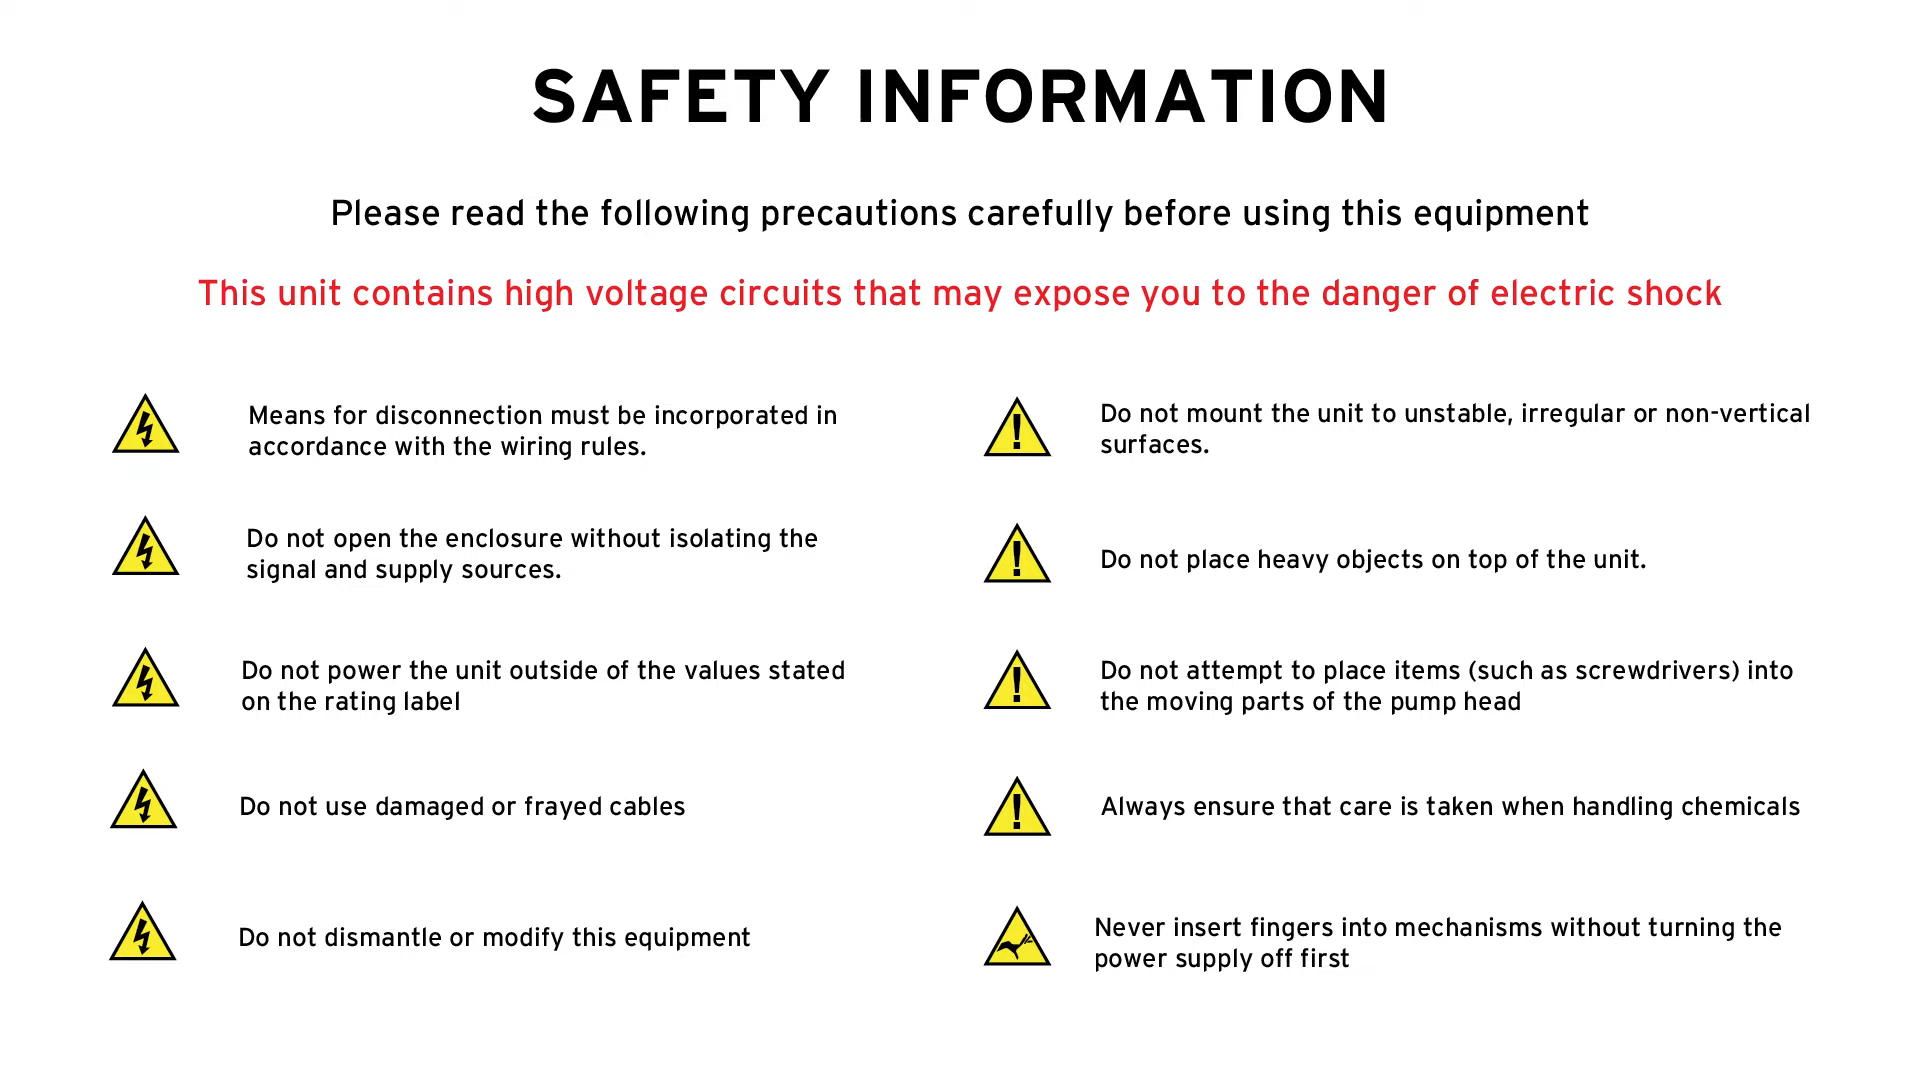 SAFETY INFORMATION
Please read the following precautions carefully before using this equipment
This unit contains high voltage circuits that may expose you to the danger of electric shock
Means for disconnection must be incorporated in
accordance with the wiring rules.
Do not open the enclosure without isolating the
signal and supply sources.
Do not power the unit outside of the values stated
on the rating label
Do not use damaged or frayed cables
Do not dismantle or modify this equipment
Do not mount the unit to unstable, irregular or non-vertical
surfaces.
Do not place heavy objects on top of the unit.
Do not attempt to place items (such as screwdrivers) into
the moving parts of the pump head
Always ensure that care is taken when handling chemicals
Never insert fingers into mechanisms without turning the
power supply off first